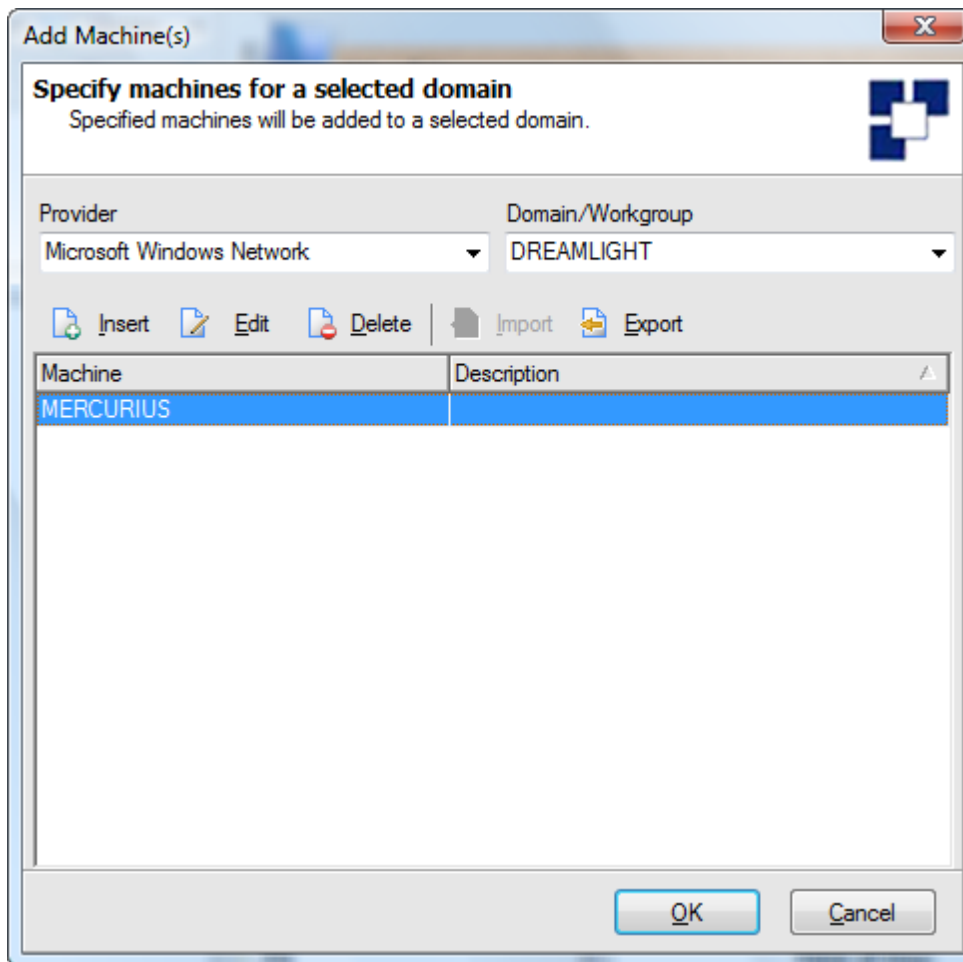 Add Machine(s)
Specify machines for a selected domain
Specified machines will be added to a selected domain.
Provider Domain/Workgroup
Microsoft Windows Network DREAMLIGHT
Insert Edit Delete Import Export
Machine Description
MERCURIUS
OK Cancel